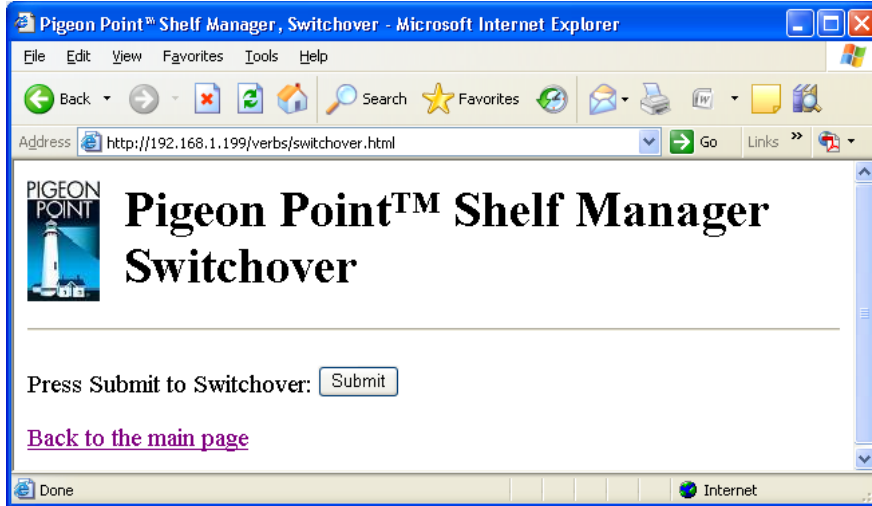 Pigeon Point™ Shelf Manager, Switchover - Microsoft Internet Explorer
File Edit View Favorites Tools Help
Back Search Favorites
Address http://192.168.1.199/verbs/switchover.html Go Links »
PIGEON
POINT
Pigeon Point™ Shelf Manager
Switchover
Press Submit to Switchover: Submit
Back to the main page
Done Internet